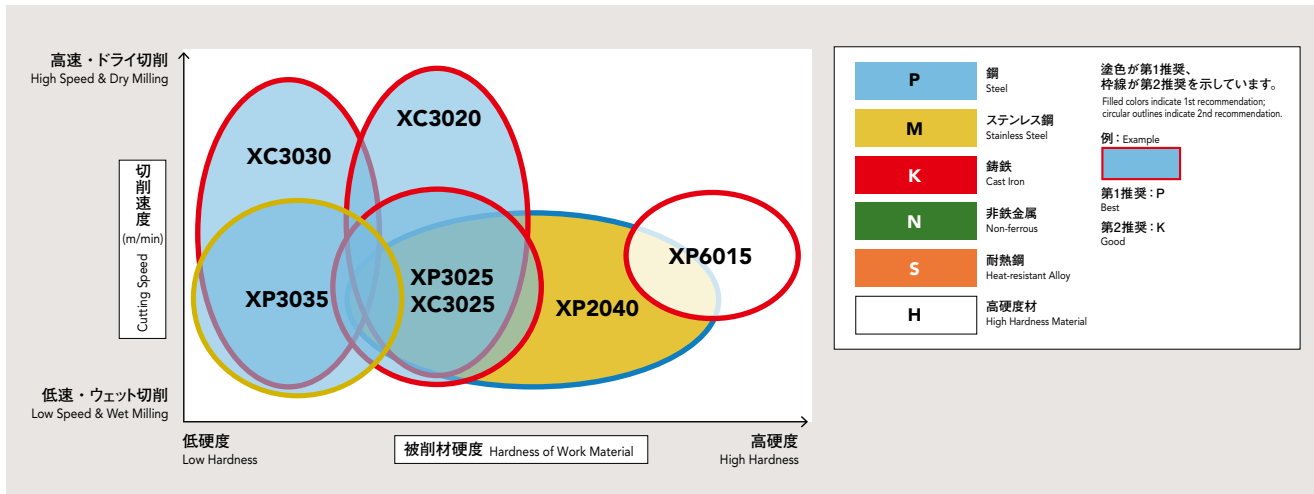 高速・ドライ切削
High Speed & Dry Milling
切削速度
(m/min)
Cutting Speed
低速・ウェット切削
Low Speed & Wet Milling
XC3030
XC3020
XP3035
XP3025
XC3025
XP2040
XP6015
低硬度
Low Hardness
被削材硬度 Hardness of Work Material
高硬度
High Hardness
P
鋼
Steel
M
ステンレス鋼
Stainless Steel
K
鋳鉄
Cast Iron
N
非鉄金属
Non-ferrous
S
耐熱鋼
Heat-resistant Alloy
H
高硬度材
High Hardness Material
塗色が第1推奨、
枠線が第2推奨を示しています。
Filled colors indicate 1st recommendation;
circular outlines indicate 2nd recommendation.
例：Example
第1推奨：P
Best
第2推奨：K
Good